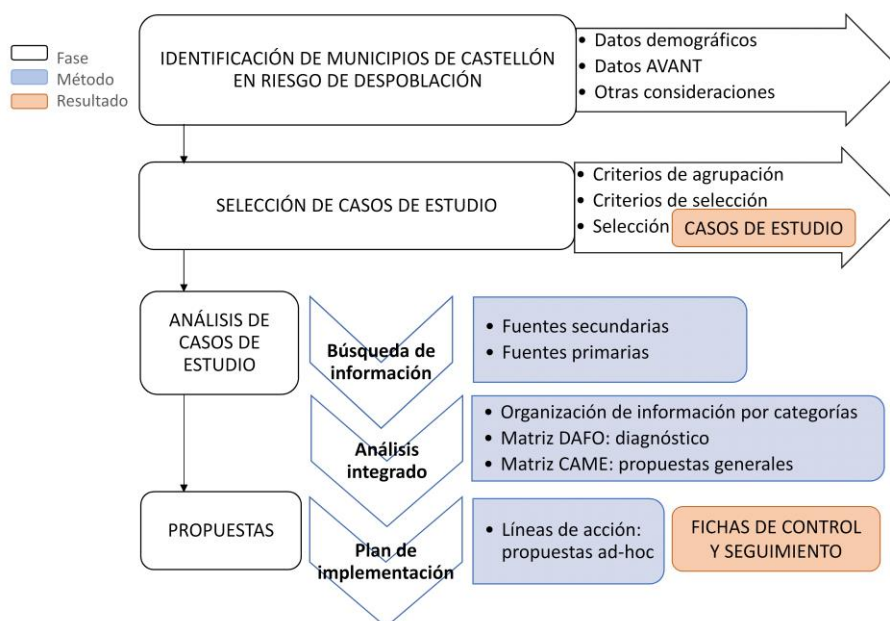 Fase
Método
Resultado
IDENTIFICACIÓN DE MUNICIPIOS DE CASTELLÓN
EN RIESGO DE DESPOBLACIÓN
• Datos demográficos
• Datos AVANT
• Otras consideraciones
SELECCIÓN DE CASOS DE ESTUDIO
• Criterios de agrupación
• Criterios de selección
• Selección
CASOS DE ESTUDIO
ANÁLISIS DE
CASOS DE
ESTUDIO
Búsqueda de
información
• Fuentes secundarias
• Fuentes primarias
Análisis
integrado
• Organización de información por categorías
• Matriz DAFO: diagnóstico
• Matriz CAME: propuestas generales
PROPUESTAS
Plan de
implementación
• Líneas de acción:
propuestas ad-hoc
FICHAS DE CONTROL
Y SEGUIMIENTO